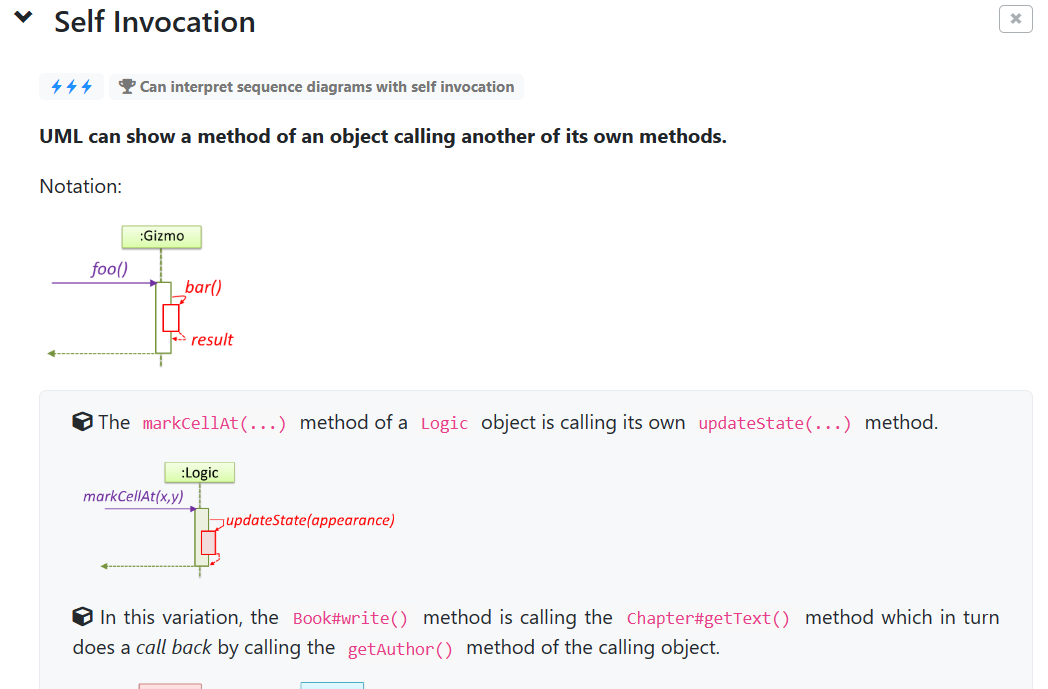 Self Invocation
Can interpret sequence diagrams with self invocation
UML can show a method of an object calling another of its own methods.
Notation:
:Gizmo
foo()
bar()
result
The markCellAt(...) method of a Logic object is calling its own updateState(...) method.
:Logic
markCellAt(x,y)
updateState(appearance)
In this variation, the Book#write() method is calling the Chapter#getText() method which in turn
does a call back by calling the getAuthor() method of the calling object.